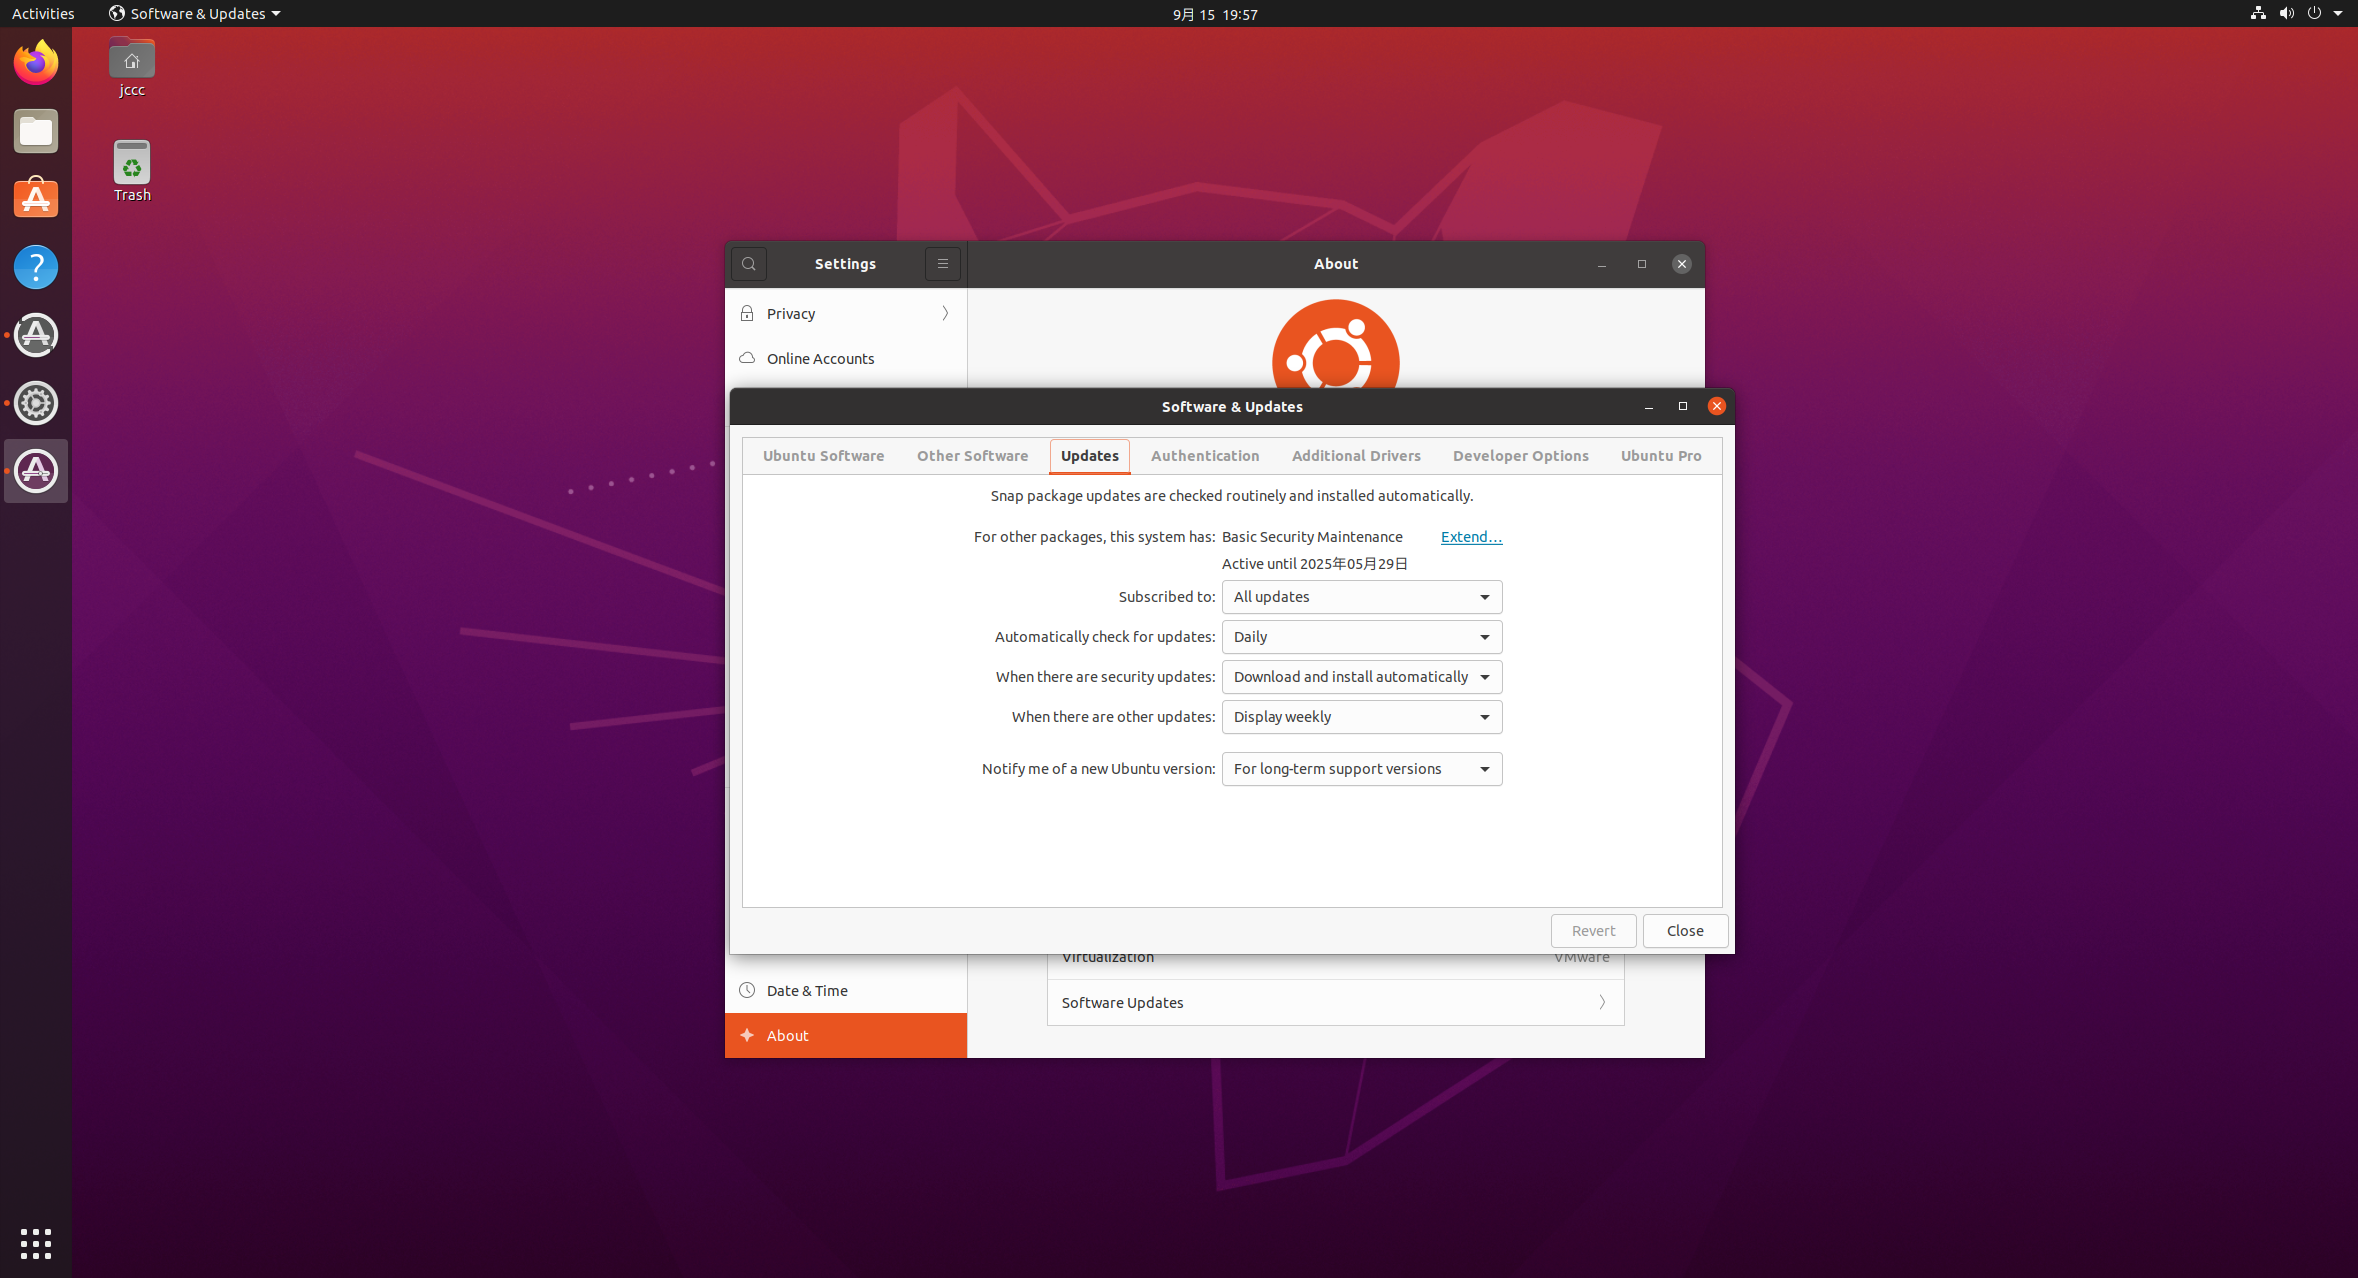 Activities
Software & Updates
9月 15 19:57
jccc
Trash
Settings
About
Privacy
Online Accounts
Software & Updates
Ubuntu Software
Other Software
Updates
Authentication
Additional Drivers
Developer Options
Ubuntu Pro
Snap package updates are checked routinely and installed automatically.
For other packages, this system has: Basic Security Maintenance Extend…
Active until 2025年05月29日
Subscribed to: All updates
Automatically check for updates: Daily
When there are security updates: Download and install automatically
When there are other updates: Display weekly
Notify me of a new Ubuntu version: For long-term support versions
Revert
Close
Virtualization VMware
Date & Time
Software Updates
About